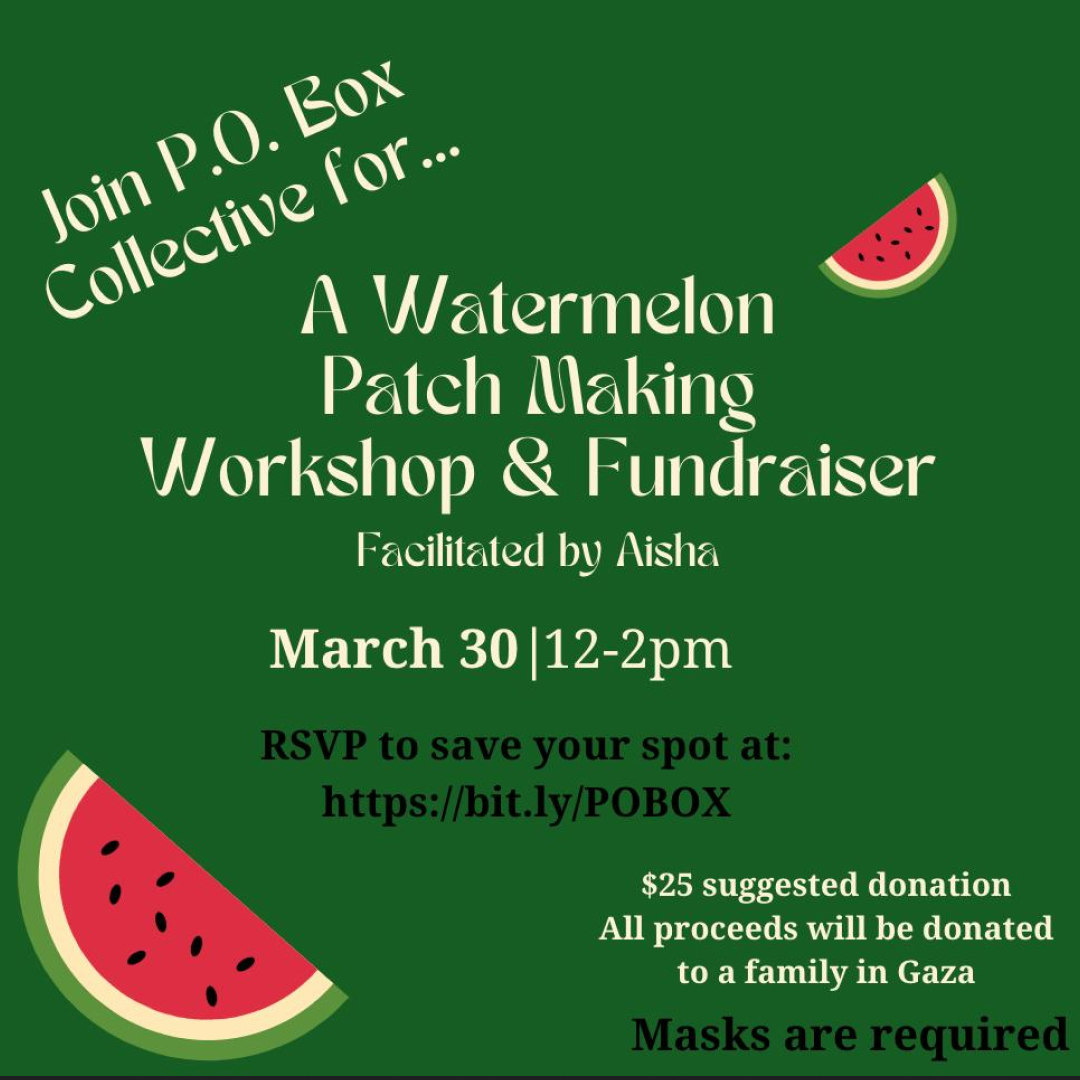 Join P.O. Box
Collective for...
A Watermelon
Patch Making
Workshop & Fundraiser
Facilitated by Aisha
March 30|12-2pm
RSVP to save your spot at:
https://bit.ly/POBOX
$25 suggested donation
All proceeds will be donated
to a family in Gaza
Masks are required